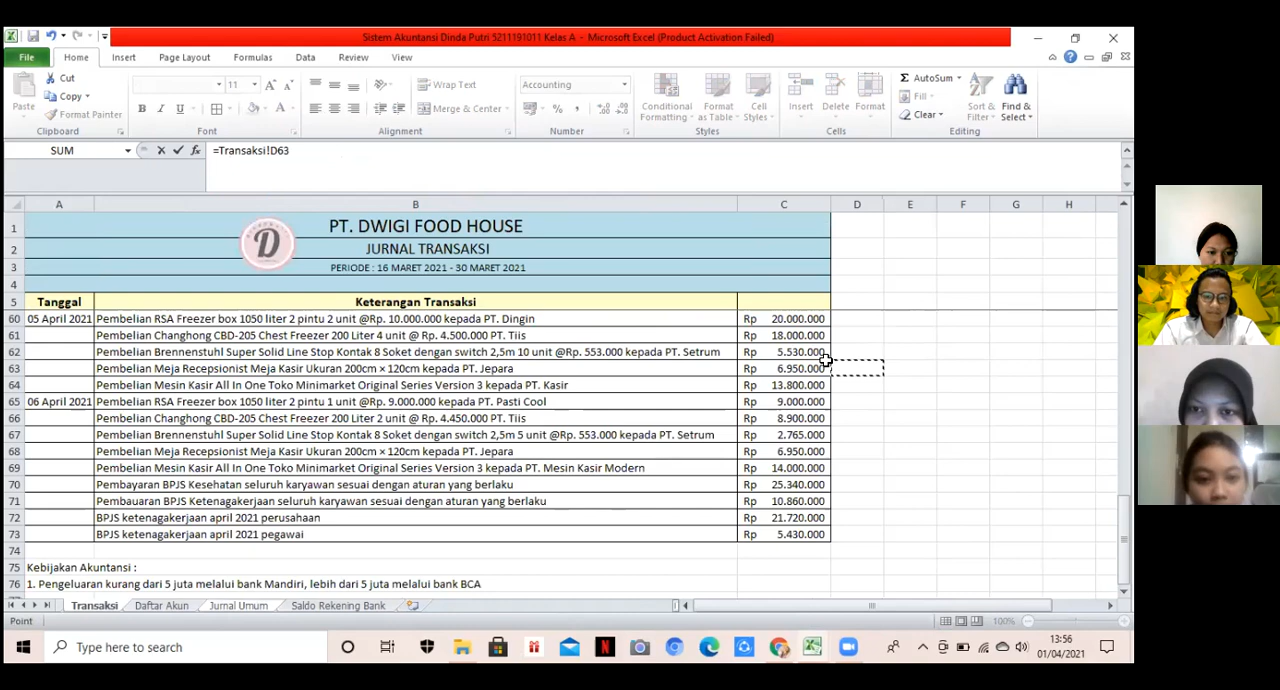 Sistem Akuntansi Dinda Putri 5211191011 Kelas A - Microsoft Excel (Product Activation Failed)
File Home Insert Page Layout Formulas Data Review View
Cut
Copy
Format Painter
Paste
Clipboard
11
Font
Wrap Text
Merge & Center
Alignment
Accounting
Number
Conditional Formatting
Format as Table
Cell Styles
Styles
Insert Delete Format
Cells
AutoSum
Fill
Clear
Sort & Filter
Find & Select
Editing
SUM
=Transaksi!D63
A B C D E F G H
1 PT. DWIGI FOOD HOUSE
D
2 JURNAL TRANSAKSI
3 PERIODE : 16 MARET 2021 - 30 MARET 2021
4
5 Tanggal Keterangan Transaksi
60 05 April 2021 Pembelian RSA Freezer box 1050 liter 2 pintu 2 unit @Rp. 10.000.000 kepada PT. Dingin Rp 20.000.000
61 Pembelian Changhong CBD-205 Chest Freezer 200 Liter 4 unit @ Rp. 4.500.000 PT. Tiis Rp 18.000.000
62 Pembelian Brennenstuhl Super Solid Line Stop Kontak 8 Soket dengan switch 2,5m 10 unit @Rp. 553.000 kepada PT. Setrum Rp 5.530.000
63 Pembelian Meja Recepsionist Meja Kasir Ukuran 200cm × 120cm kepada PT. Jepara Rp 6.950.000
64 Pembelian Mesin Kasir All In One Toko Minimarket Original Series Version 3 kepada PT. Kasir Rp 13.800.000
65 06 April 2021 Pembelian RSA Freezer box 1050 liter 2 pintu 1 unit @Rp. 9.000.000 kepada PT. Pasti Cool Rp 9.000.000
66 Pembelian Changhong CBD-205 Chest Freezer 200 Liter 2 unit @ Rp. 4.450.000 PT. Tiis Rp 8.900.000
67 Pembelian Brennenstuhl Super Solid Line Stop Kontak 8 Soket dengan switch 2,5m 5 unit @Rp. 553.000 kepada PT. Setrum Rp 2.765.000
68 Pembelian Meja Recepsionist Meja Kasir Ukuran 200cm × 120cm kepada PT. Jepara Rp 6.950.000
69 Pembelian Mesin Kasir All In One Toko Minimarket Original Series Version 3 kepada PT. Mesin Kasir Modern Rp 14.000.000
70 Pembayaran BPJS Kesehatan seluruh karyawan sesuai dengan aturan yang berlaku Rp 25.340.000
71 Pembauaran BPJS Ketenagakerjaan seluruh karyawan sesuai dengan aturan yang berlaku Rp 10.860.000
72 BPJS ketenagakerjaan april 2021 perusahaan Rp 21.720.000
73 BPJS ketenagakerjaan april 2021 pegawai Rp 5.430.000
74
75 Kebijakan Akuntansi :
76 1. Pengeluaran kurang dari 5 juta melalui bank Mandiri, lebih dari 5 juta melalui bank BCA
Transaksi Daftar Akun Jurnal Umum Saldo Rekening Bank
Point 100%
Type here to search
13:56
01/04/2021